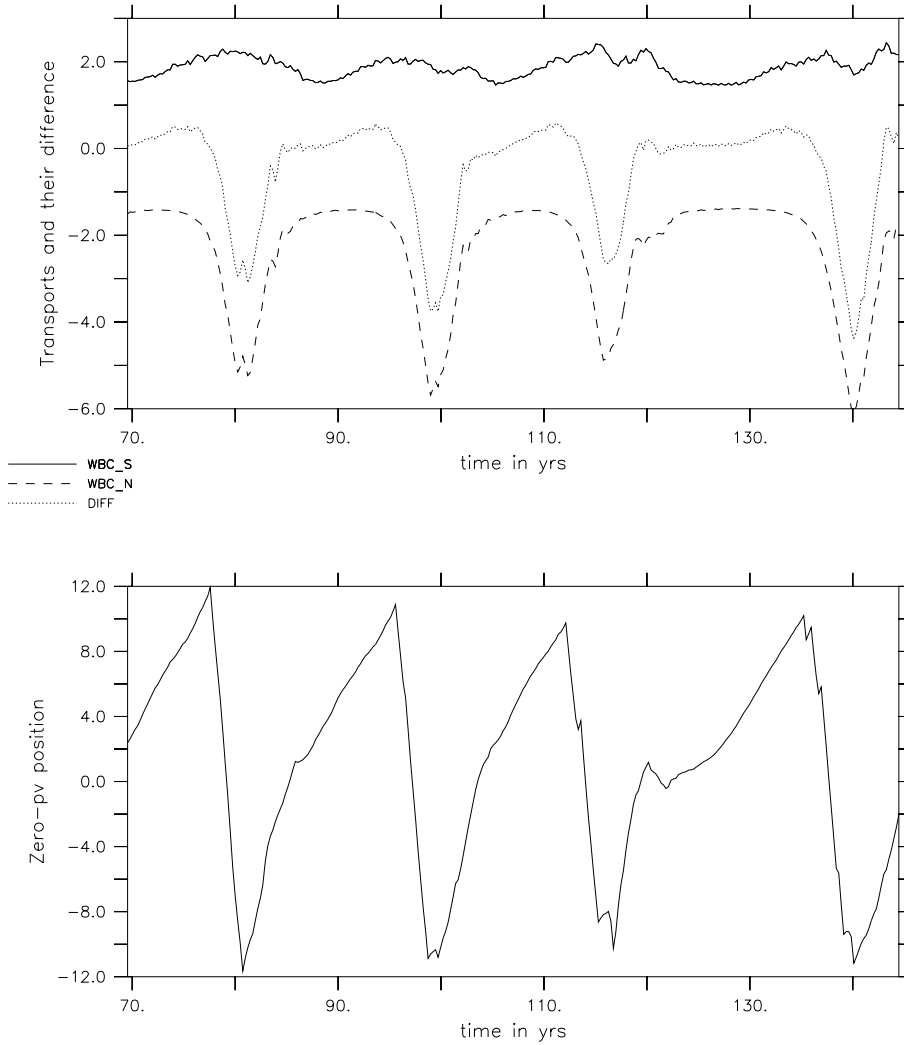 Transports and their difference
2.0
0.0
−2.0
−4.0
−6.0
70.
90.
110.
130.
time in yrs
WBC_S
WBC_N
DIFF
Zero−pv position
12.0
8.0
4.0
0.0
−4.0
−8.0
−12.0
70.
90.
110.
130.
time in yrs